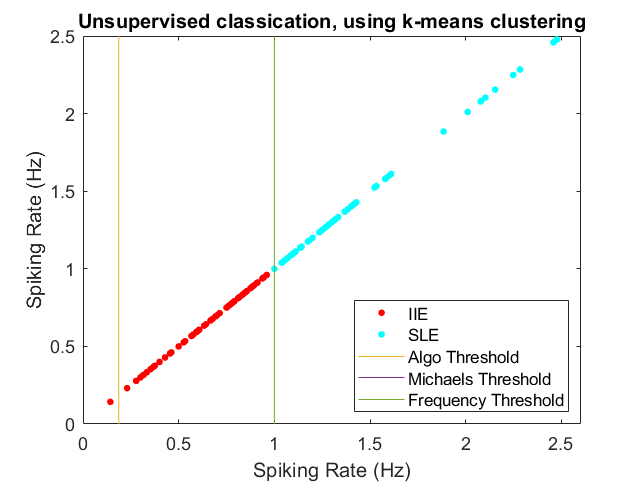 Unsupervised classication, using k-means clustering
2.5
2
1.5
1
0.5
0
0
0.5
1
1.5
2
2.5
Spiking Rate (Hz)
Spiking Rate (Hz)
IIE
SLE
Algo Threshold
Michaels Threshold
Frequency Threshold